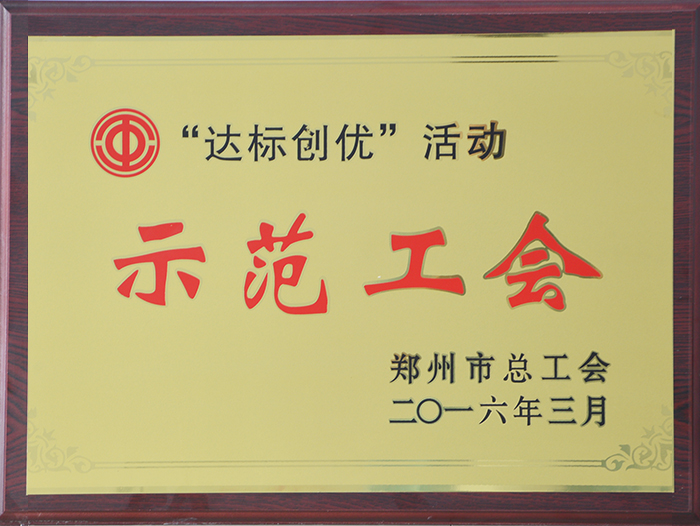 “达标创优”活动
示范工会
郑州市总工会
二〇一六年三月